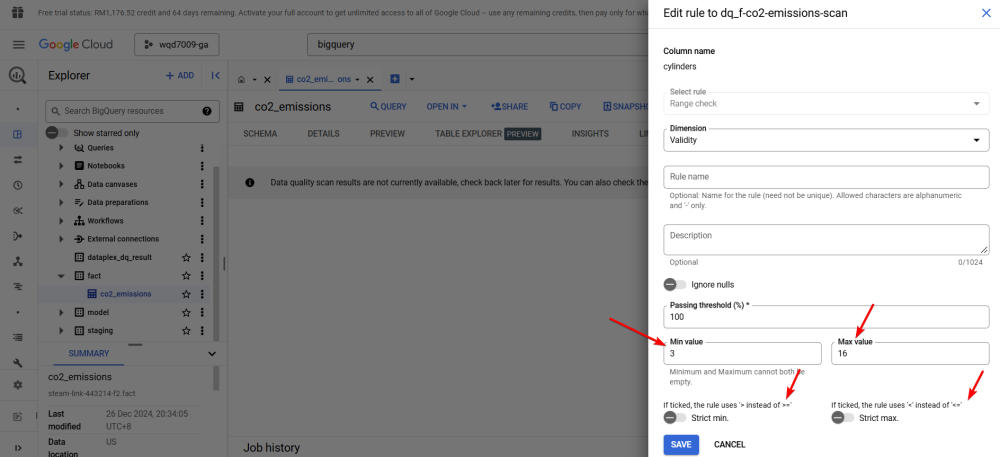 Free trial status: RM1,176.52 credit and 64 days remaining. Activate your full account to get unlimited access to all of Google Cloud – use any remaining credits, then pay only for wh
Edit rule to dq_f-co2-emissions-scan
Google Cloud
wqd7009-ga
bigquery
Explorer
+ ADD
Search BigQuery resources
Show starred only
Queries
Notebooks
Data canvases
Data preparations
Workflows
External connections
dataplex_dq_result
fact
co2_emissions
model
staging
SUMMARY
co2_emissions
steam-link-443214-f2.fact
Last modified
26 Dec 2024, 20:34:05 UTC+8
Data location
US
co2_emi... ons
co2_emissions
QUERY
OPEN IN
SHARE
COPY
SNAPSHO
SCHEMA
DETAILS
PREVIEW
TABLE EXPLORER PREVIEW
INSIGHTS
LI
Data quality scan results are not currently available, check back later for results. You can also check the
Job history
Column name
cylinders
Select rule
Range check
Dimension
Validity
Rule name
Optional: Name for the rule (need not be unique). Allowed characters are alphanumeric
and '-' only.
Description
Optional
0/1024
Ignore nulls
Passing threshold (%) *
100
Min value
3
Max value
16
Minimum and Maximum cannot both be
empty.
If ticked, the rule uses '> instead of >='
Strict min.
If ticked, the rule uses '<' instead of '<='
Strict max.
SAVE
CANCEL